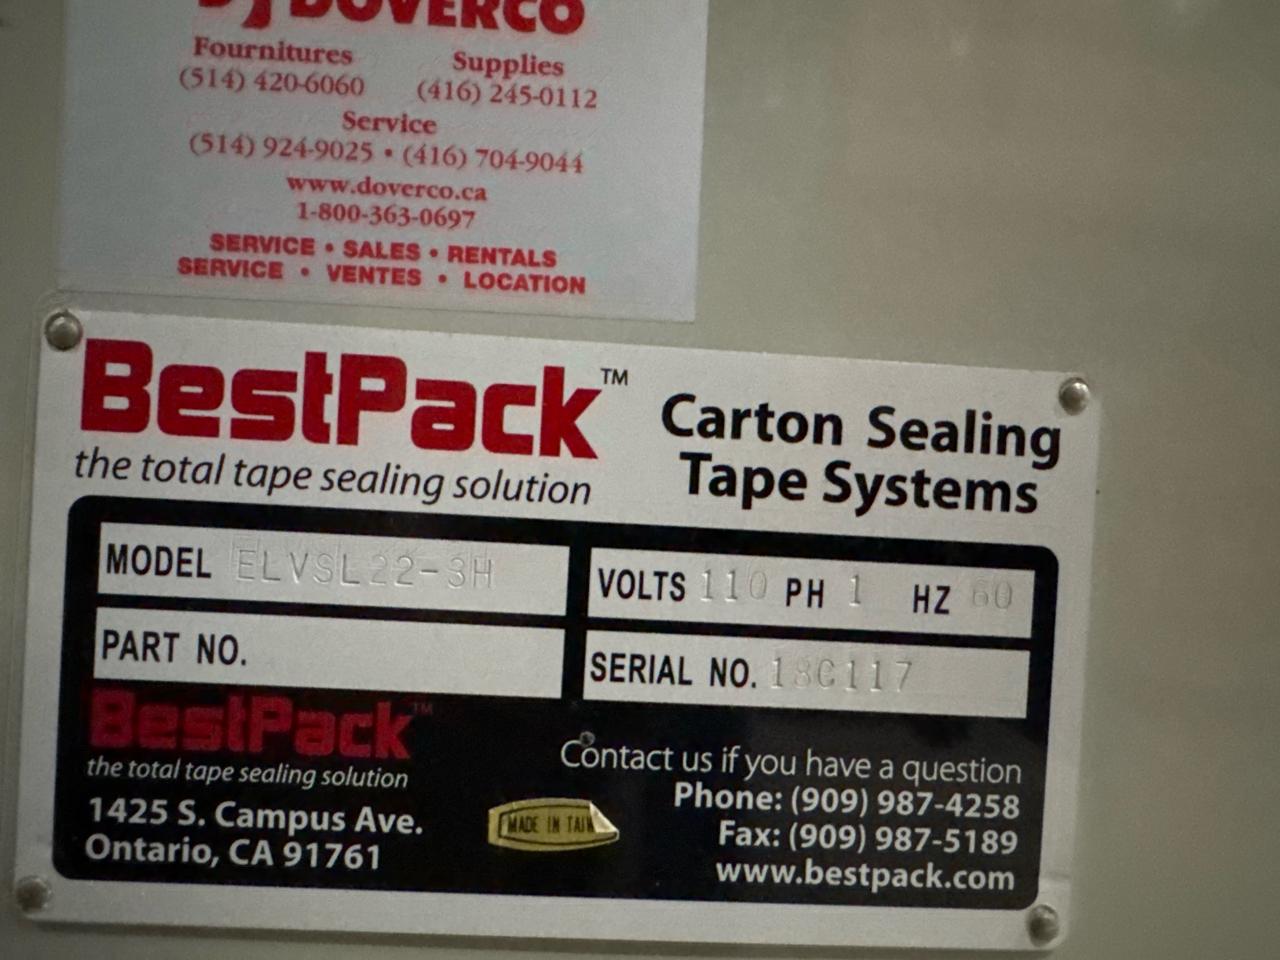 DOVERCO
Fournitures Supplies
(514) 420-6060 (416) 245-0112
Service
(514) 924-9025 • (416) 704-9044
www.doverco.ca
1-800-363-0697
SERVICE • SALES • RENTALS
SERVICE • VENTES • LOCATION
BestPack™
the total tape sealing solution
Carton Sealing
Tape Systems
MODEL ELVSL22-3H
VOLTS 110 PH 1 HZ 60
PART NO.
SERIAL NO. 18C117
BestPack™
the total tape sealing solution
1425 S. Campus Ave.
Ontario, CA 91761
MADE IN
Contact us if you have a question
Phone: (909) 987-4258
Fax: (909) 987-5189
www.bestpack.com